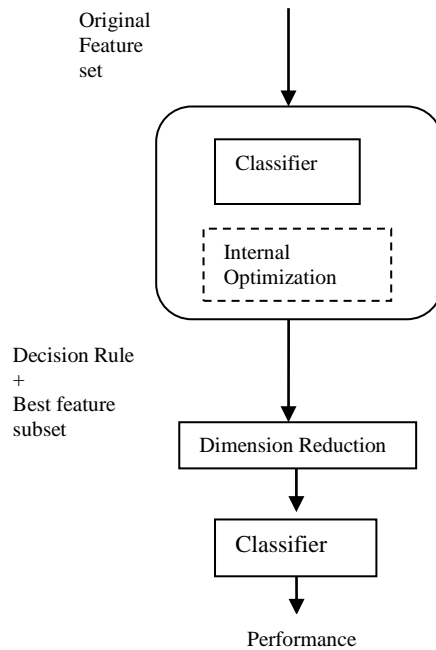 Original
Feature
set
Classifier
Internal
Optimization
Decision Rule
+
Best feature
subset
Dimension Reduction
Classifier
Performance